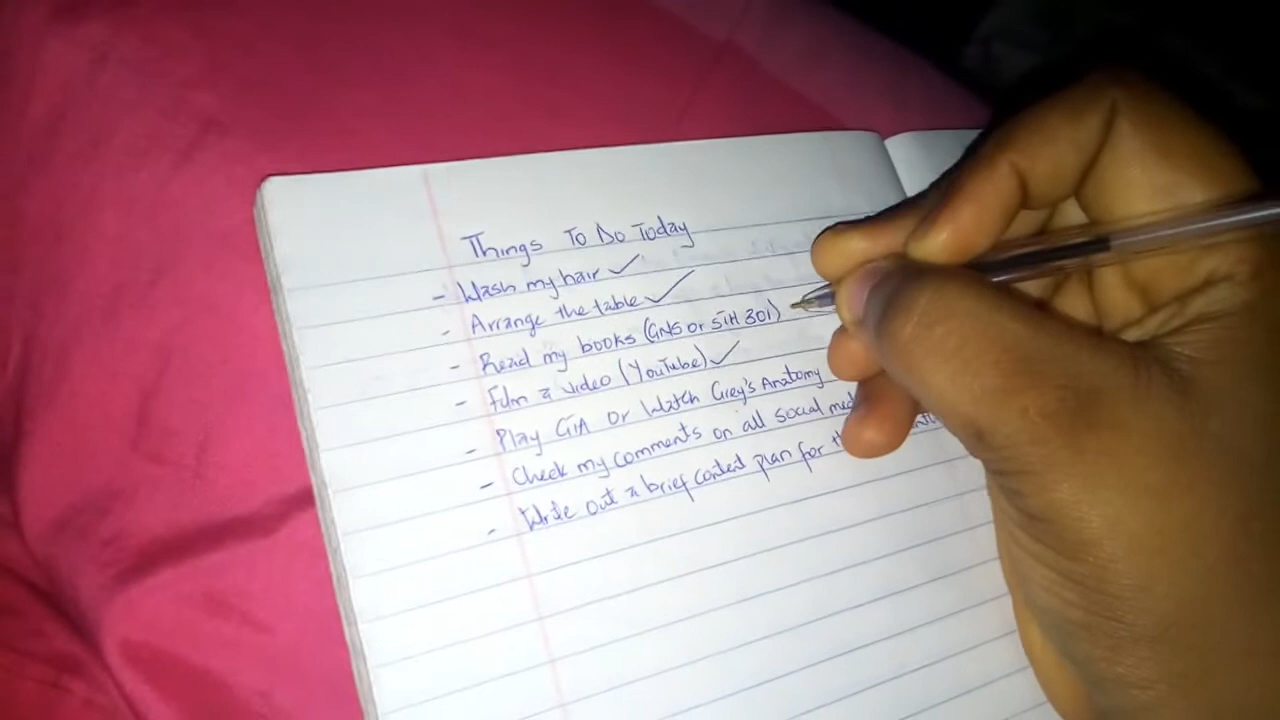 Things To Do Today
- Wash my hair ✓
- Arrange the table ✓
- Read my books (GNS or STH 301)
- Film a video (YouTube) ✓
- Play GTA or Watch Grey's Anatomy
- Check my comments on all social
- Write out a brief content plan for